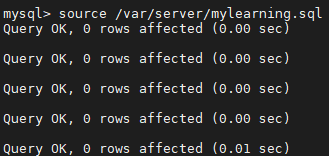 mysql> source /var/server/mylearning.sql
Query OK, 0 rows affected (0.00 sec)
Query OK, 0 rows affected (0.00 sec)
Query OK, 0 rows affected (0.00 sec)
Query OK, 0 rows affected (0.00 sec)
Query OK, 0 rows affected (0.01 sec)